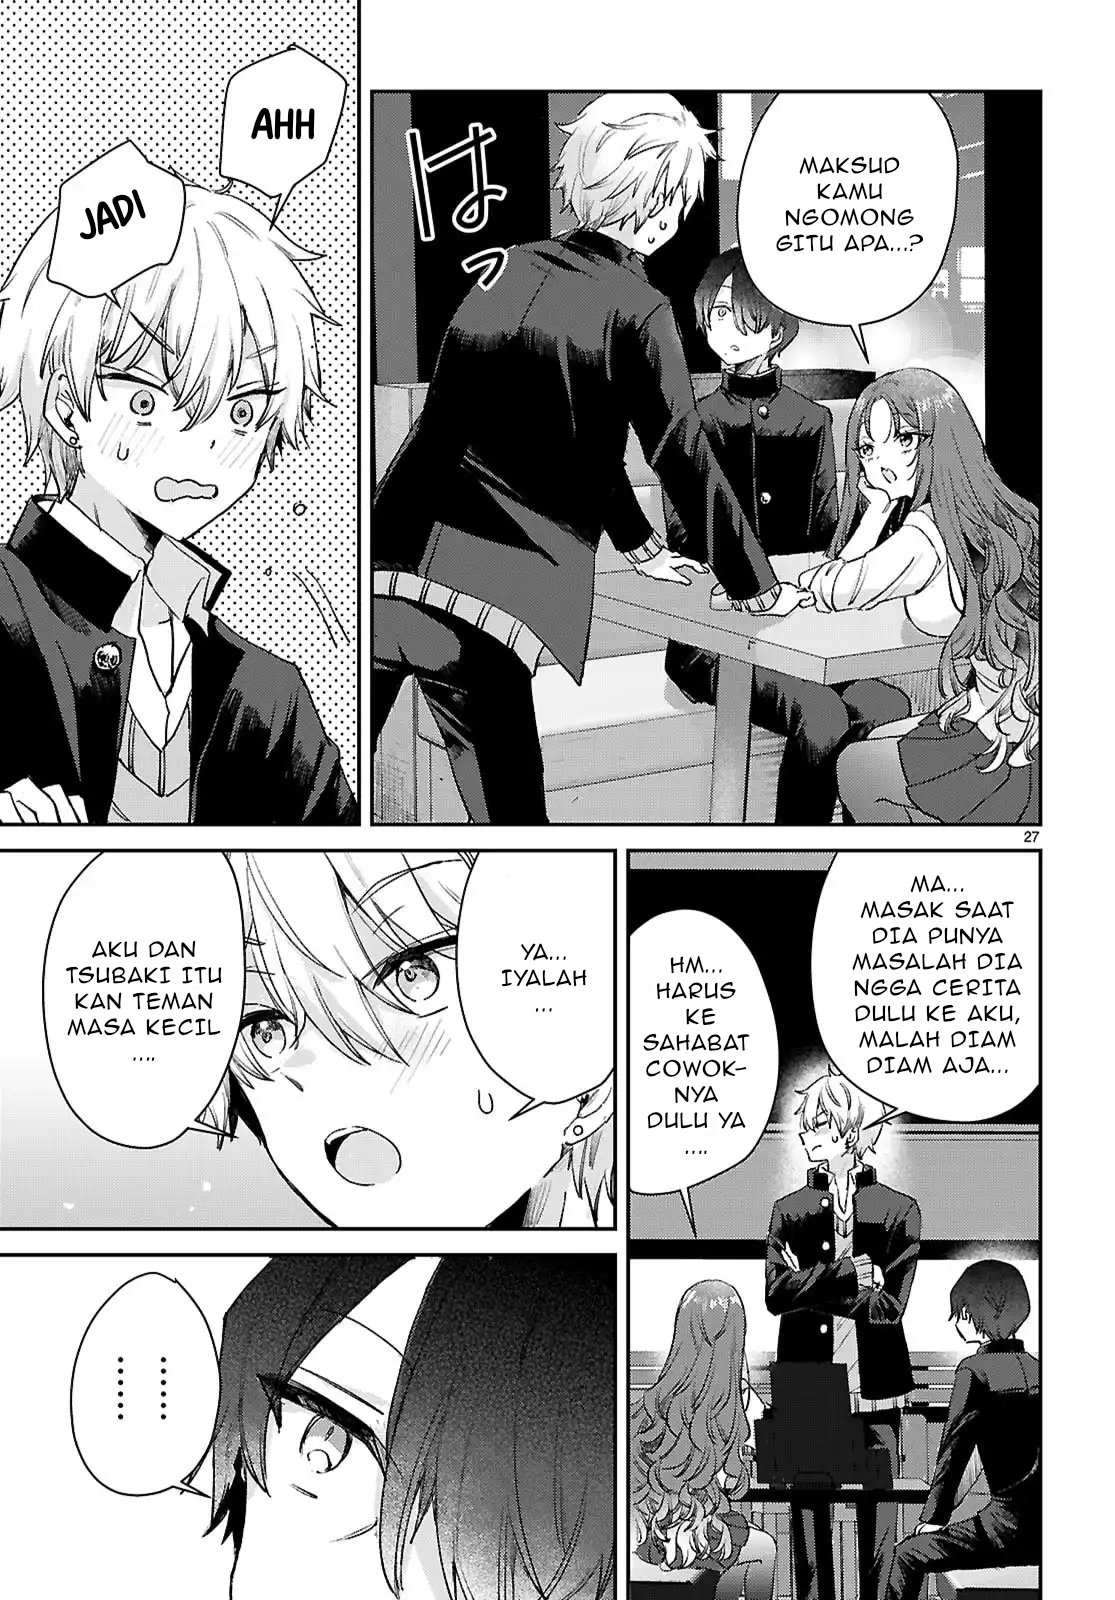 MAKSUD
KAMU
NGOMONG
GITU APA...?
はっ
AHH
JADI
27
MA...
MASAK SAAT
DIA PUNYA
MASALAH DIA
NGGA CERITA
DULU KE AKU,
MALAH DIAM
DIAM AJA...
HM...
HARUS
KE
SAHABAT
COWOK-
NYA
DULU YA
....
YA...
IYALAH
...
AKU DAN
TSUBAKI ITU
KAN TEMAN
MASA KECIL
....
......
......